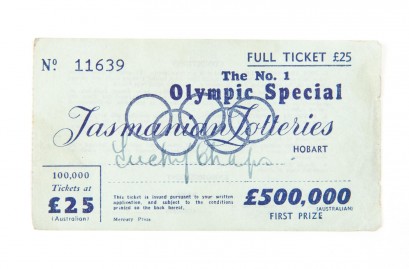 Nº 11639
FULL TICKET £25
The No. 1
Olympic Special
Tasmanian Lotteries
HOBART
Lucky Chaps
100,000
Tickets at
£25
(Australian)
This ticket is issued pursuant to your written
application, and subject to the conditions
printed on the back hereof.
Mercury Press
£500,000
(AUSTRALIAN)
FIRST PRIZE